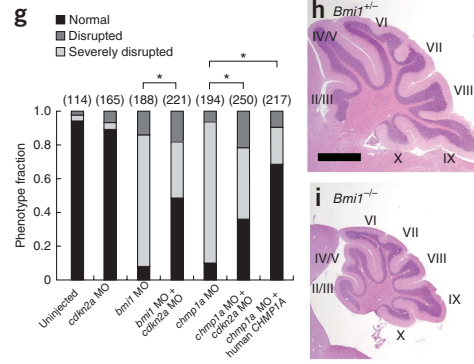 g
Normal
Disrupted
Severely disrupted
*
*
*
(114) (165) (188) (221) (194) (250) (217)
1.0
0.8
0.6
0.4
0.2
0
Phenotype fraction
Uninjected
cdkn2a MO
bmi1 MO
bmi1 MO +
cdkn2a MO
chmp1a MO
chmp1a MO +
cdkn2a MO
chmp1a MO +
human CHMP1A
h
Bmi1+/−
VI
IV/V
VII
VIII
II/III
X
IX
i
Bmi1−/−
VI
VII
IV/V
VIII
II/III
IX
X